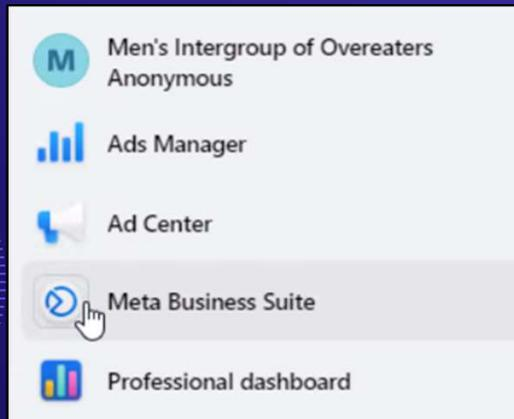 M
Men's Intergroup of Overeaters
Anonymous
Ads Manager
Ad Center
Meta Business Suite
Professional dashboard